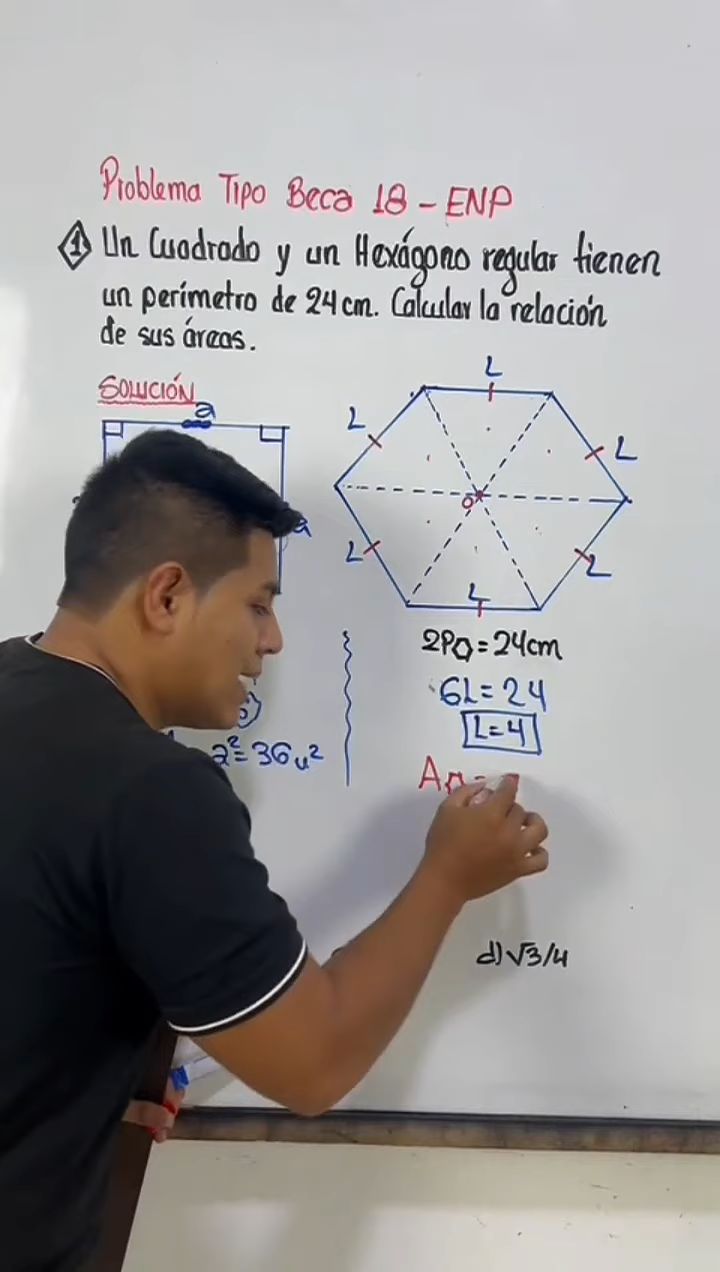 Problema Tipo Beca 18 - ENP
1 Un Cuadrado y un Hexágono regular tienen
un perímetro de 24 cm. Calcular la relación
de sus áreas.
SOLUCIÓN
a
a
L
L
L
L
L
L
O
2P⬡ = 24cm
6L = 24
L = 4
a² = 36 u²
A⬡ =
d) √3/4